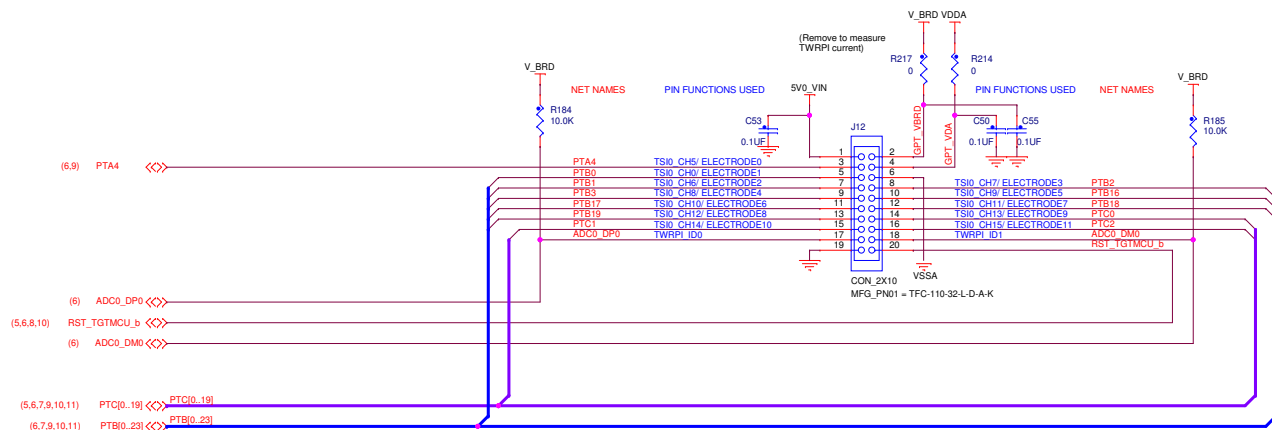 V_BRD VDDA
(Remove to measure
TWRPI current)
R217
0
R214
0
V_BRD
NET NAMES
PIN FUNCTIONS USED
5V0_VIN
PIN FUNCTIONS USED
NET NAMES
V_BRD
R184
10.0K
C53
0.1UF
J12
GPT_VBRD
GPT_VDA
C50
0.1UF
C55
0.1UF
R185
10.0K
(6,9) PTA4
PTA4 TSI0_CH5/ ELECTRODE0 1 2
PTB0 TSI0_CH0/ ELECTRODE1 3 4
PTB1 TSI0_CH6/ ELECTRODE2 5 6
PTB3 TSI0_CH8/ ELECTRODE4 7 8 TSI0_CH7/ ELECTRODE3 PTB2
PTB17 TSI0_CH10/ ELECTRODE6 9 10 TSI0_CH9/ ELECTRODE5 PTB16
PTB19 TSI0_CH12/ ELECTRODE8 11 12 TSI0_CH11/ ELECTRODE7 PTB18
PTC1 TSI0_CH14/ ELECTRODE10 13 14 TSI0_CH13/ ELECTRODE9 PTC0
15 16 TSI0_CH15/ ELECTRODE11 PTC2
ADC0_DP0 TWRPI_ID0 17 18 TWRPI_ID1 ADC0_DM0
19 20 RST_TGTMCU_b
VSSA
CON_2X10
MFG_PN01 = TFC-110-32-L-D-A-K
(6) ADC0_DP0
(5,6,8,10) RST_TGTMCU_b
(6) ADC0_DM0
(5,6,7,9,10,11) PTC[0..19] PTC[0..19]
(6,7,9,10,11) PTB[0..23] PTB[0..23]